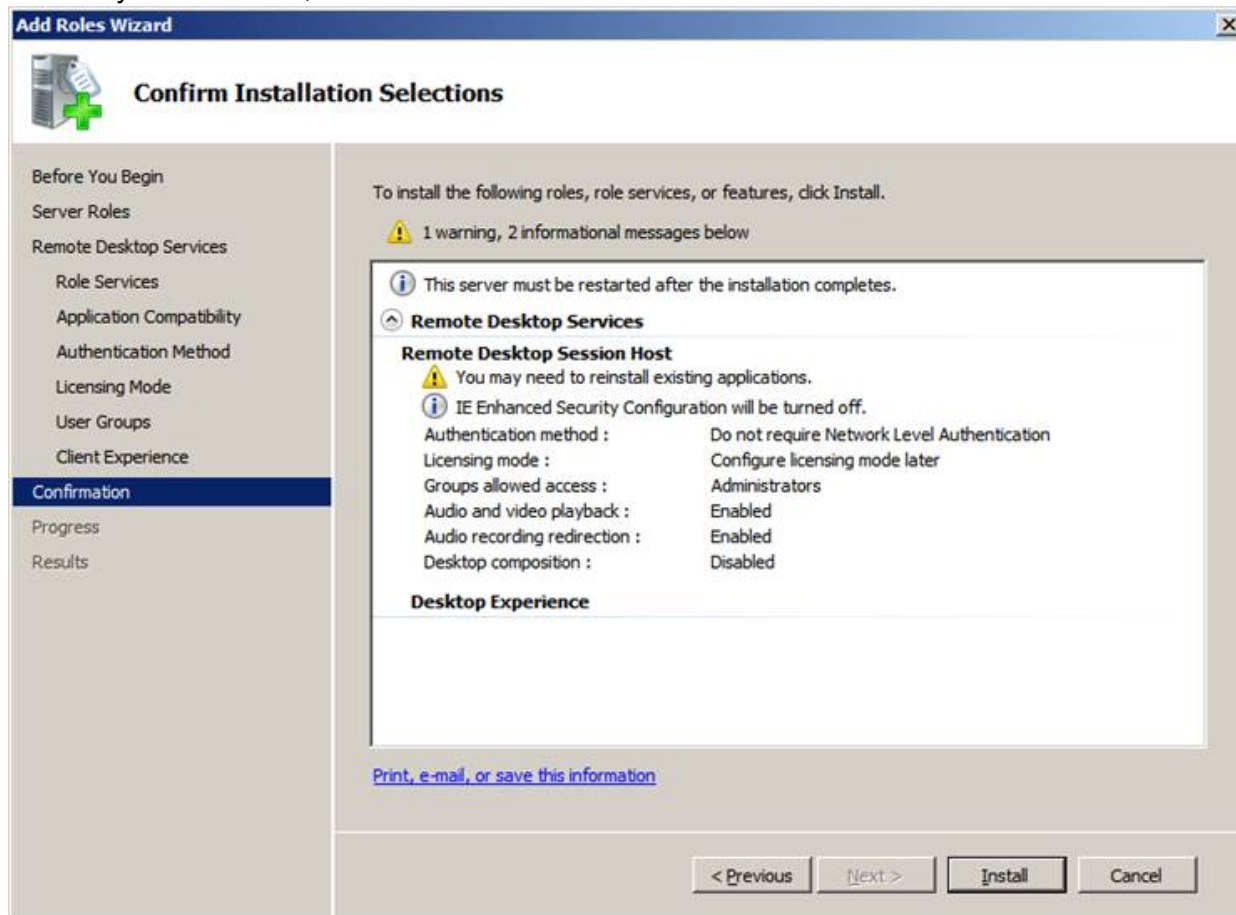 Add Roles Wizard
Confirm Installation Selections
Before You Begin
Server Roles
Remote Desktop Services
Role Services
Application Compatibility
Authentication Method
Licensing Mode
User Groups
Client Experience
Confirmation
Progress
Results
To install the following roles, role services, or features, click Install.
1 warning, 2 informational messages below
This server must be restarted after the installation completes.
Remote Desktop Services
Remote Desktop Session Host
You may need to reinstall existing applications.
IE Enhanced Security Configuration will be turned off.
Authentication method : Do not require Network Level Authentication
Licensing mode : Configure licensing mode later
Groups allowed access : Administrators
Audio and video playback : Enabled
Audio recording redirection : Enabled
Desktop composition : Disabled
Desktop Experience
Print, e-mail, or save this information
< Previous
Next >
Install
Cancel